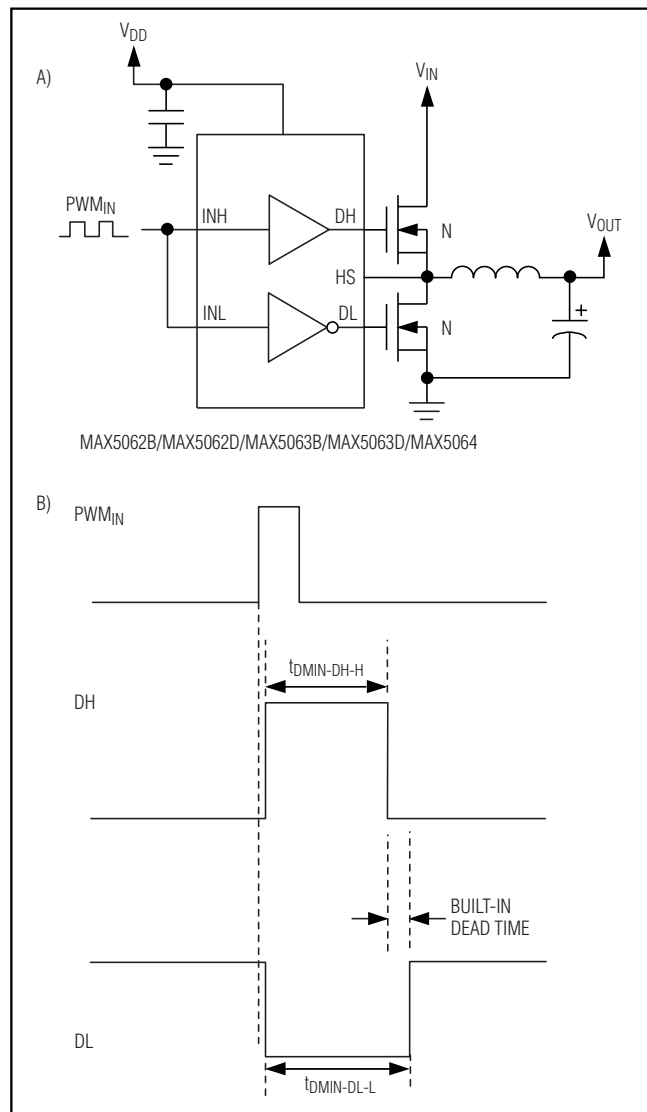 A)
V_DD
V_IN
PWM_IN
INH
DH
N
V_OUT
HS
INL
DL
N
+
MAX5062B/MAX5062D/MAX5063B/MAX5063D/MAX5064
B)
PWM_IN
t_DMIN-DH-H
DH
BUILT-IN
DEAD TIME
DL
t_DMIN-DL-L